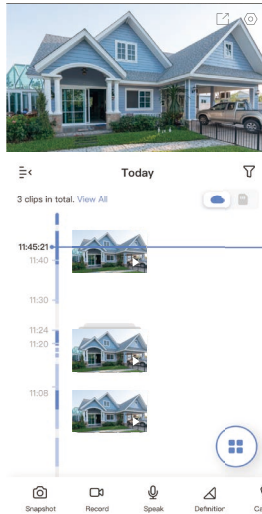 Today
3 clips in total. View All
11:45:21
11:40
11:30
11:24
11:20
11:08
Snapshot
Record
Speak
Definition